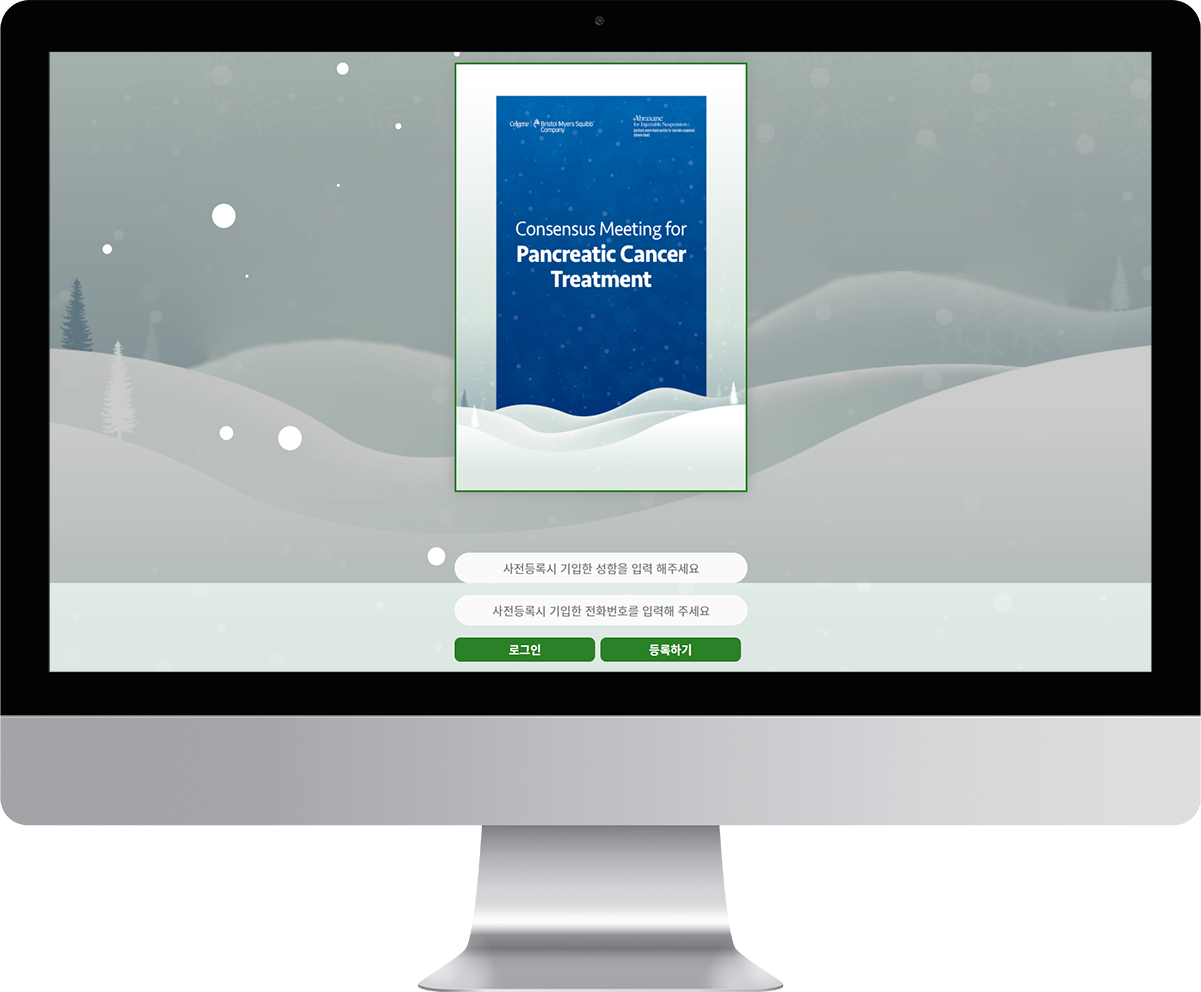 Celgene | Bristol Myers Squibb™
Company
Abraxane®
for Injectable Suspension
Consensus Meeting for
Pancreatic Cancer
Treatment
사전등록시 기입한 성함을 입력 해주세요
사전등록시 기입한 전화번호를 입력해 주세요
로그인 등록하기